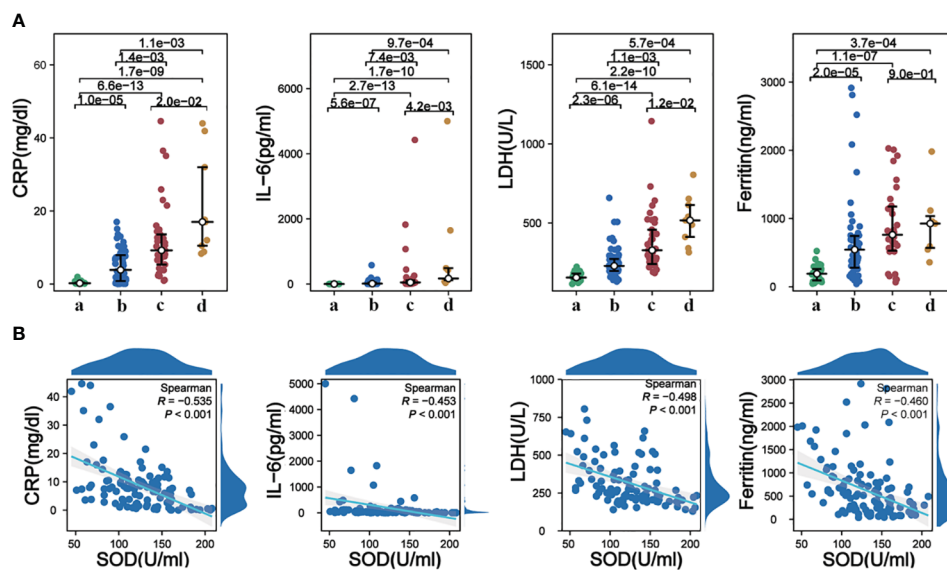 A
CRP(mg/dl)
60
40
20
0
1.1e−03
1.4e−03
1.7e−09
6.6e−13
1.0e−05
2.0e−02
a b c d
IL−6(pg/ml)
6000
4000
2000
0
9.7e−04
7.4e−03
1.7e−10
2.7e−13
5.6e−07
4.2e−03
a b c d
LDH(U/L)
1000
500
5.7e−04
1.1e−03
2.2e−10
6.1e−14
2.3e−06
1.2e−02
a b c d
Ferritin(ng/ml)
3000
2000
1000
0
3.7e−04
1.1e−07
2.0e−05
9.0e−01
a b c d
B
CRP(mg/dl)
40
30
20
10
0
Spearman
R = −0.535
P < 0.001
50 100 150 200
SOD(U/ml)
IL−6(pg/ml)
5000
4000
3000
2000
1000
0
Spearman
R = −0.453
P < 0.001
50 100 150 200
SOD(U/ml)
LDH(U/L)
1000
750
500
250
0
Spearman
R = −0.498
P < 0.001
50 100 150 200
SOD(U/ml)
Ferritin(ng/ml)
3000
2500
2000
1500
1000
500
0
Spearman
R = −0.460
P < 0.001
50 100 150 200
SOD(U/ml)